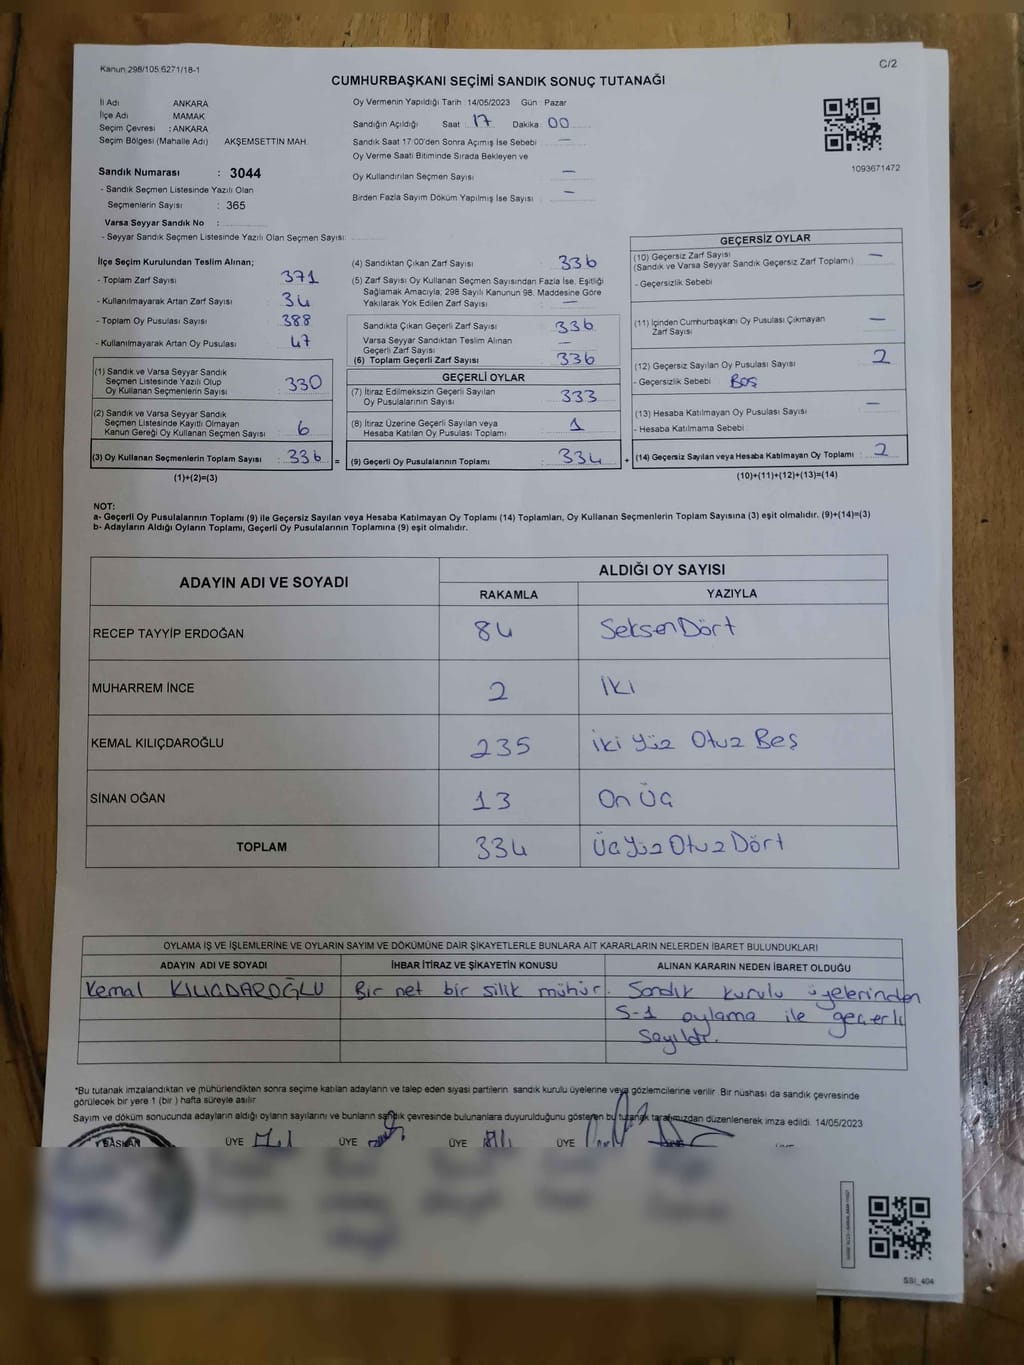 Kanun:298/105:6271/18-1
C/2
CUMHURBAŞKANI SEÇİMİ SANDIK SONUÇ TUTANAĞI
İl Adı ANKARA
İlçe Adı MAMAK
Seçim Çevresi : ANKARA
Seçim Bölgesi (Mahalle Adı) AKŞEMSETTİN MAH.
Sandık Numarası : 3044
- Sandık Seçmen Listesinde Yazılı Olan
Seçmenlerin Sayısı : 365
Varsa Seyyar Sandık No :
- Seyyar Sandık Seçmen Listesinde Yazılı Olan Seçmen Sayısı:
Oy Vermenin Yapıldığı Tarih : 14/05/2023 Gün : Pazar
Sandığın Açıldığı Saat 17 Dakika 00
Sandık Saat 17:00'den Sonra Açılmış İse Sebebi —
Oy Verme Saati Bitiminde Sırada Bekleyen ve
Oy Kullandırılan Seçmen Sayısı —
Birden Fazla Sayım Döküm Yapılmış İse Sayısı —
1093671472
İlçe Seçim Kurulundan Teslim Alınan;
- Toplam Zarf Sayısı : 371
- Kullanılmayarak Artan Zarf Sayısı : 34
- Toplam Oy Pusulası Sayısı : 388
- Kullanılmayarak Artan Oy Pusulası : 47
(1) Sandık ve Varsa Seyyar Sandık
Seçmen Listesinde Yazılı Olup
Oy Kullanan Seçmenlerin Sayısı : 330
(2) Sandık ve Varsa Seyyar Sandık
Seçmen Listesinde Kayıtlı Olmayan
Kanun Gereği Oy Kullanan Seçmen Sayısı : 6
(3) Oy Kullanan Seçmenlerin Toplam Sayısı : 336 =
(1)+(2)=(3)
(4) Sandıktan Çıkan Zarf Sayısı : 336
(5) Zarf Sayısı Oy Kullanan Seçmen Sayısından Fazla İse, Eşitliği
Sağlamak Amacıyla, 298 Sayılı Kanunun 98. Maddesine Göre
Yakılarak Yok Edilen Zarf Sayısı : —
Sandıkta Çıkan Geçerli Zarf Sayısı : 336
Varsa Seyyar Sandıktan Teslim Alınan
Geçerli Zarf Sayısı : —
(6) Toplam Geçerli Zarf Sayısı : 336
GEÇERLİ OYLAR
(7) İtiraz Edilmeksizin Geçerli Sayılan
Oy Pusulalarının Sayısı : 333
(8) İtiraz Üzerine Geçerli Sayılan veya
Hesaba Katılan Oy Pusulası Toplamı : 1
(9) Geçerli Oy Pusulalarının Toplamı : 334 +
GEÇERSİZ OYLAR
(10) Geçersiz Zarf Sayısı : —
(Sandık ve Varsa Seyyar Sandık Geçersiz Zarf Toplamı)
- Geçersizlik Sebebi
(11) İçinden Cumhurbaşkanı Oy Pusulası Çıkmayan
Zarf Sayısı : —
(12) Geçersiz Sayılan Oy Pusulası Sayısı : 2
- Geçersizlik Sebebi : Boş
(13) Hesaba Katılmayan Oy Pusulası Sayısı : —
- Hesaba Katılmama Sebebi :
(14) Geçersiz Sayılan veya Hesaba Katılmayan Oy Toplamı : 2
(10)+(11)+(12)+(13)=(14)
NOT:
a- Geçerli Oy Pusulalarının Toplamı (9) ile Geçersiz Sayılan veya Hesaba Katılmayan Oy Toplamı (14) Toplamları, Oy Kullanan Seçmenlerin Toplam Sayısına (3) eşit olmalıdır. (9)+(14)=(3)
b- Adayların Aldığı Oyların Toplamı, Geçerli Oy Pusulalarının Toplamına (9) eşit olmalıdır.
ADAYIN ADI VE SOYADI ALDIĞI OY SAYISI
RAKAMLA YAZIYLA
RECEP TAYYİP ERDOĞAN 84 Seksen Dört
MUHARREM İNCE 2 İki
KEMAL KILIÇDAROĞLU 235 iki yüz Otuz Beş
SİNAN OĞAN 13 On Üç
TOPLAM 334 Üç Yüz Otuz Dört
OYLAMA İŞ VE İŞLEMLERİNE VE OYLARIN SAYIM VE DÖKÜMÜNE DAİR ŞİKAYETLERLE BUNLARA AİT KARARLARIN NELERDEN İBARET BULUNDUKLARI
ADAYIN ADI VE SOYADI İHBAR İTİRAZ VE ŞİKAYETİN KONUSU ALINAN KARARIN NEDEN İBARET OLDUĞU
Kemal KILIÇDAROĞLU Bir net bir silik mühür. Sandık kurulu üyelerinden
5-1 oylama ile geçerli
Sayıldı.
*Bu tutanak imzalandıktan ve mühürlendikten sonra seçime katılan adayların ve talep eden siyasi partilerin sandık kurulu üyelerine veya gözlemcilerine verilir. Bir nüshası da sandık çevresinde
görülecek bir yere 1 (bir ) hafta süreyle asılır.
Sayım ve döküm sonucunda adayların aldığı oyların sayılarını ve bunların sandık çevresinde bulunanlara duyurulduğunu gösteren bu tutanak tarafımızdan düzenlenerek imza edildi. 14/05/2023
BAŞKAN ÜYE ÜYE ÜYE ÜYE
SSI_404